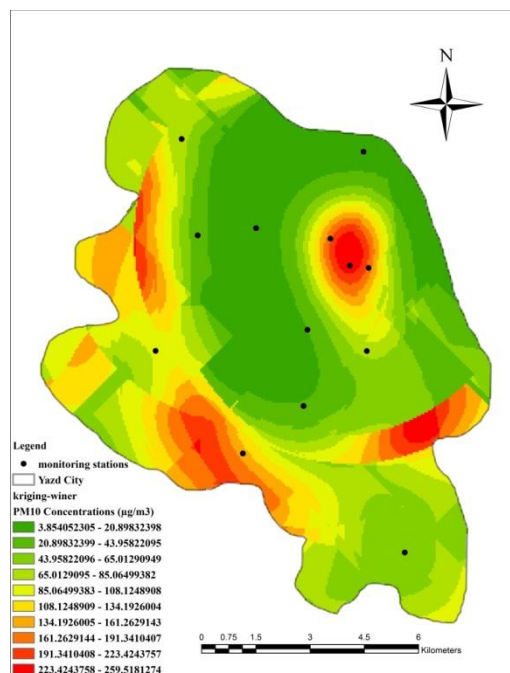 N
Legend
monitoring stations
Yazd City
kriging-winer
PM10 Concentrations (µg/m3)
3.854052305 - 20.89832398
20.89832399 - 43.95822095
43.95822096 - 65.01290949
65.0129095 - 85.06499382
85.06499383 - 108.1248908
108.1248909 - 134.1926004
134.1926005 - 161.2629143
161.2629144 - 191.3410407
191.3410408 - 223.4243757
223.4243758 - 259.5181274
0 0.75 1.5 3 4.5 6
Kilometers